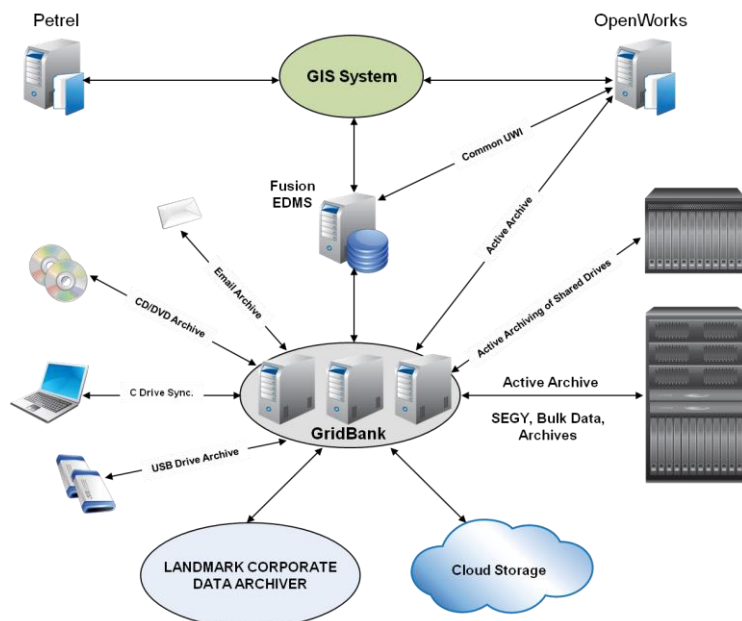 Petrel
OpenWorks
GIS System
Common UWI
Fusion
EDMS
Active Archive
Email Archive
Active Archiving of Shared Drives
CD/DVD Archive
C Drive Sync.
Active Archive
SEGY, Bulk Data,
Archives
GridBank
USB Drive Archive
LANDMARK CORPORATE
DATA ARCHIVER
Cloud Storage